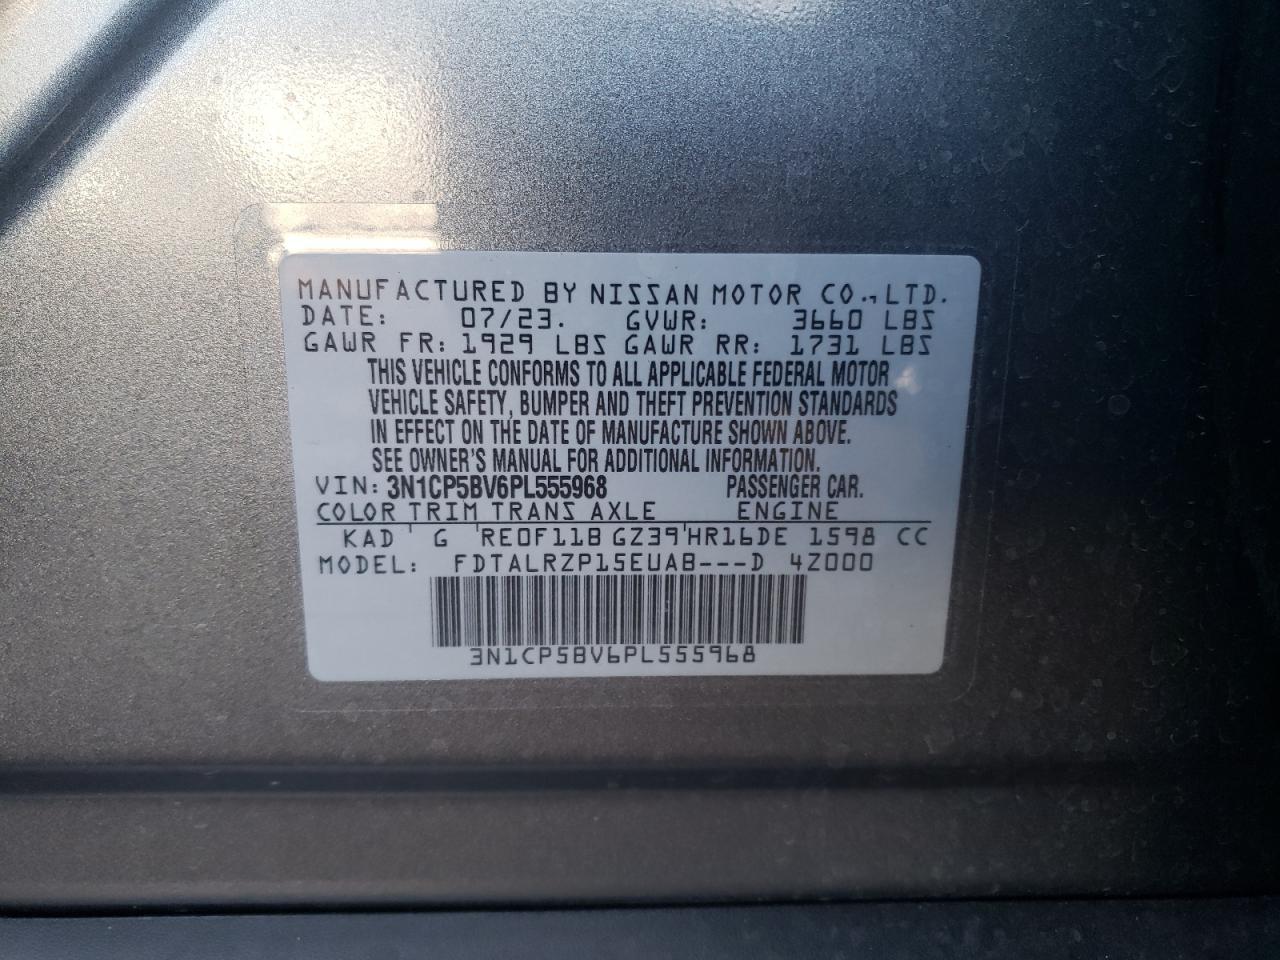 MANUFACTURED BY NISSAN MOTOR CO.,LTD.
DATE: 07/23. GVWR: 3660 LBS
GAWR FR: 1929 LBS GAWR RR: 1731 LBS
THIS VEHICLE CONFORMS TO ALL APPLICABLE FEDERAL MOTOR
VEHICLE SAFETY, BUMPER AND THEFT PREVENTION STANDARDS
IN EFFECT ON THE DATE OF MANUFACTURE SHOWN ABOVE.
SEE OWNER'S MANUAL FOR ADDITIONAL INFORMATION.
VIN: 3N1CP5BV6PL555968 PASSENGER CAR.
COLOR TRIM TRANS AXLE ENGINE
KAD G RE0F11B GZ39 HR16DE 1598 CC
MODEL: FDTALRZP15EUAB---D 4Z000
3N1CP5BV6PL555968